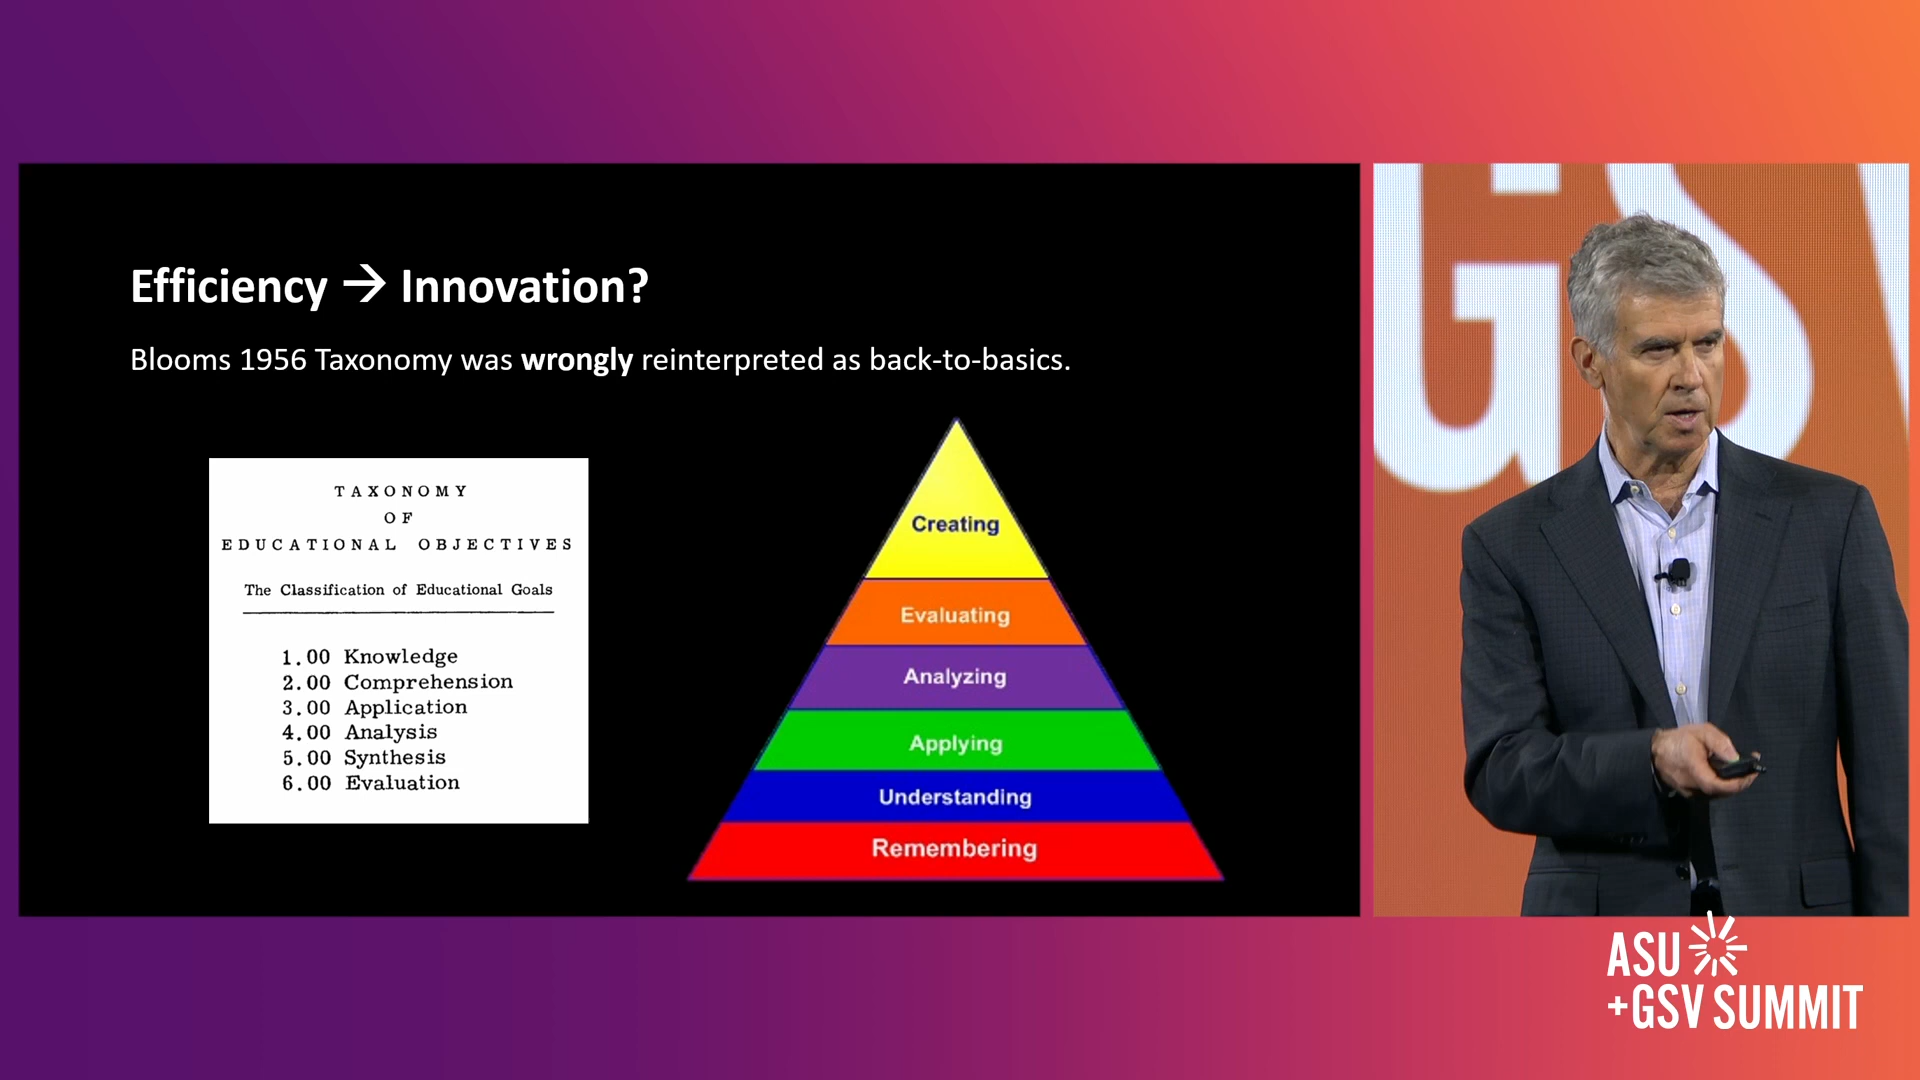 Efficiency → Innovation?
Blooms 1956 Taxonomy was wrongly reinterpreted as back-to-basics.
TAXONOMY
OF
EDUCATIONAL OBJECTIVES
The Classification of Educational Goals
1.00 Knowledge
2.00 Comprehension
3.00 Application
4.00 Analysis
5.00 Synthesis
6.00 Evaluation
Creating
Evaluating
Analyzing
Applying
Understanding
Remembering
GSV
ASU
+GSV SUMMIT